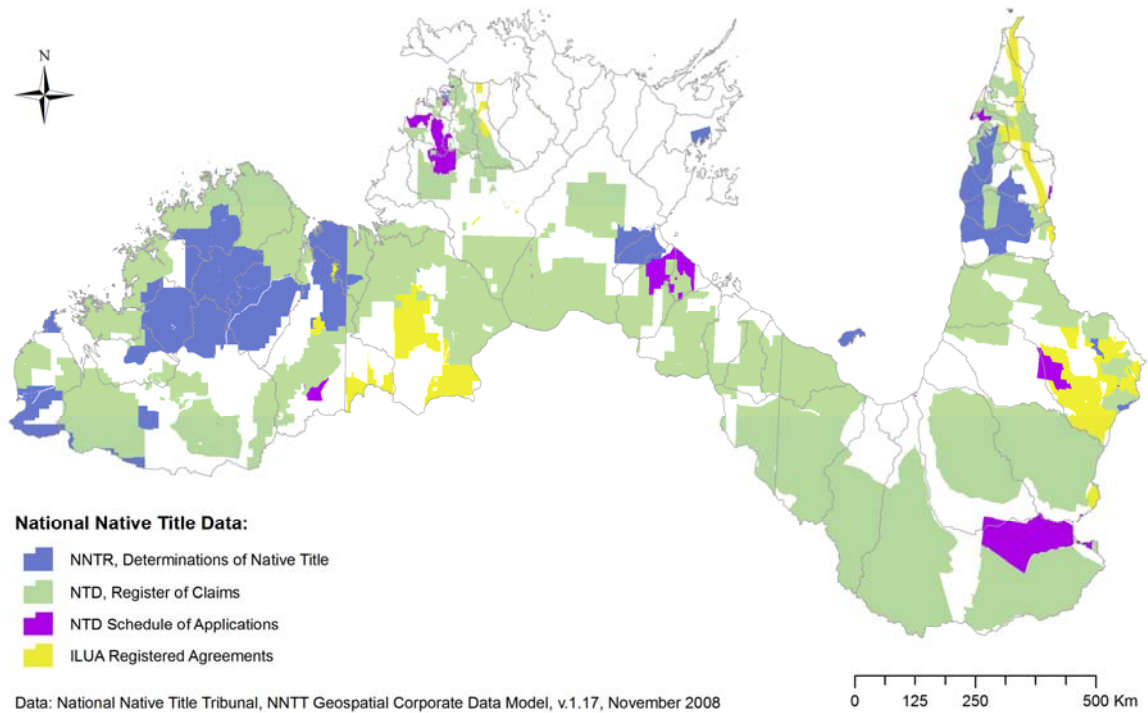 N
National Native Title Data:
NNTR, Determinations of Native Title
NTD, Register of Claims
NTD Schedule of Applications
ILUA Registered Agreements
Data: National Native Title Tribunal, NNTT Geospatial Corporate Data Model, v.1.17, November 2008
0 125 250 500 Km